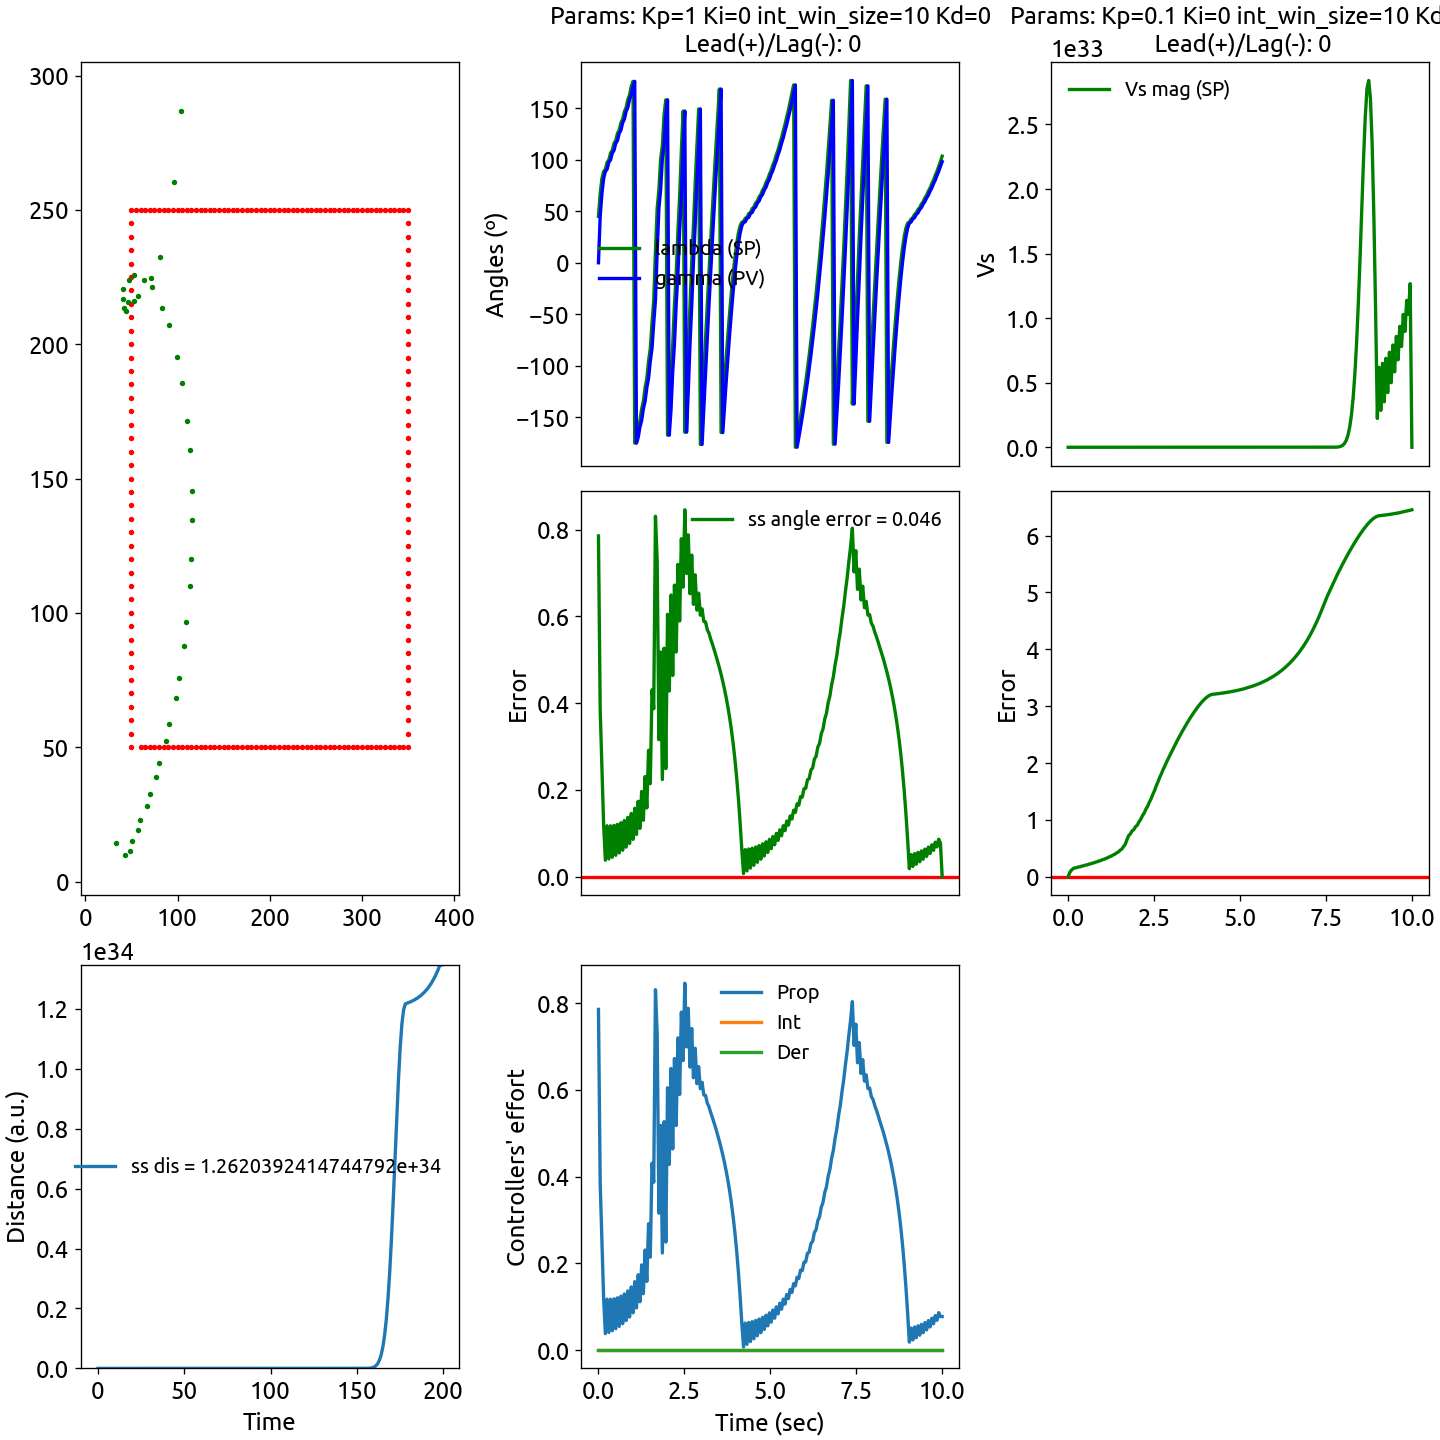 Params: Kp=1 Ki=0 int_win_size=10 Kd=0
Lead(+)/Lag(-): 0
Params: Kp=0.1 Ki=0 int_win_size=10 Kd
Lead(+)/Lag(-): 0
300
250
200
150
100
50
0
0
100
200
300
400
Angles (º)
150
100
50
0
−50
−100
−150
lambda (SP)
gamma (PV)
1e33
Vs
2.5
2.0
1.5
1.0
0.5
0.0
Vs mag (SP)
Error
0.8
0.6
0.4
0.2
0.0
ss angle error = 0.046
Error
6
5
4
3
2
1
0
0.0
2.5
5.0
7.5
10.0
1e34
Distance (a.u.)
1.2
1.0
0.8
0.6
0.4
0.2
0.0
ss dis = 1.2620392414744792e+34
0
50
100
150
200
Time
Controllers' effort
0.8
0.6
0.4
0.2
0.0
Prop
Int
Der
0.0
2.5
5.0
7.5
10.0
Time (sec)